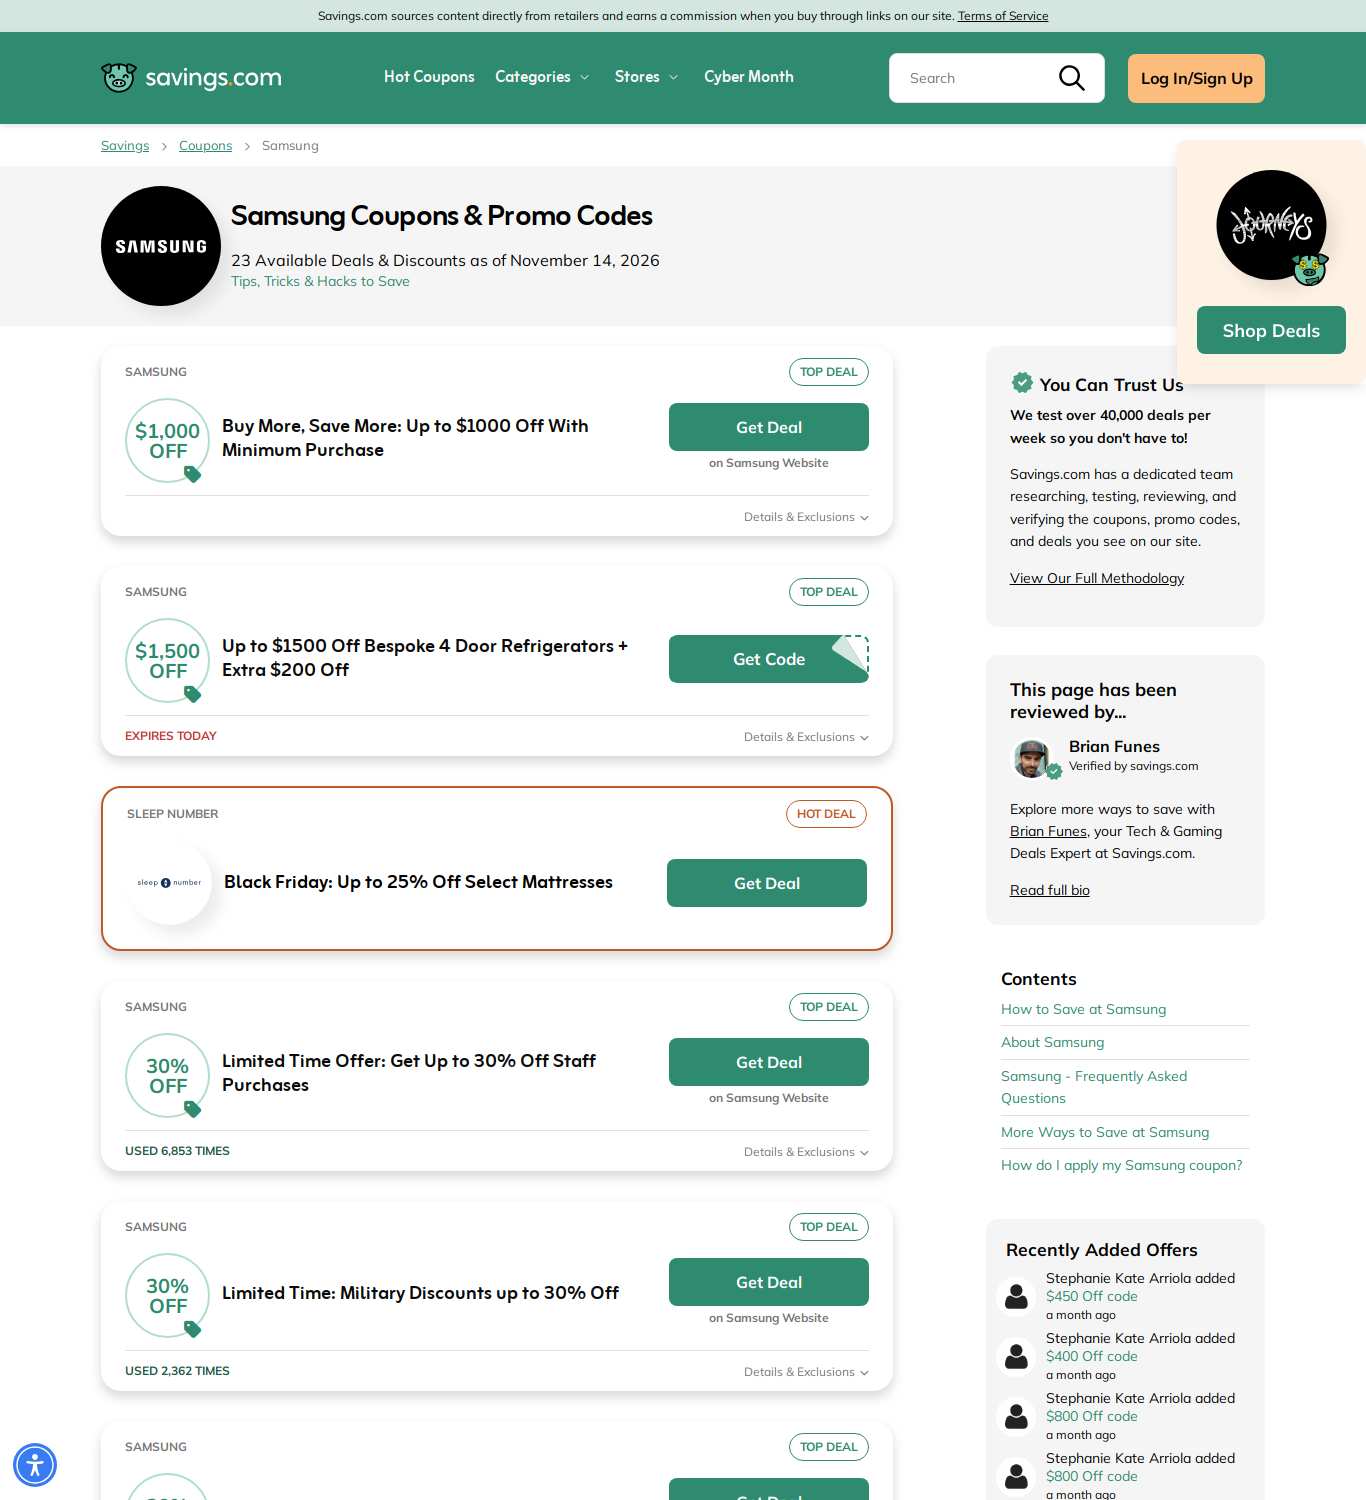 Savings.com sources content directly from retailers and earns a commission when you buy through links on our site. Terms of Service
savings.com
Hot Coupons
Categories
Stores
Cyber Month
Search
Log In/Sign Up
Savings
Coupons
Samsung
SAMSUNG
Samsung Coupons & Promo Codes
23 Available Deals & Discounts as of November 14, 2026
Tips, Tricks & Hacks to Save
JOURNEYS
Shop Deals
SAMSUNG
TOP DEAL
$1,000
OFF
Buy More, Save More: Up to $1000 Off With
Minimum Purchase
Get Deal
on Samsung Website
Details & Exclusions
SAMSUNG
TOP DEAL
$1,500
OFF
Up to $1500 Off Bespoke 4 Door Refrigerators +
Extra $200 Off
Get Code
EXPIRES TODAY
Details & Exclusions
SLEEP NUMBER
HOT DEAL
sleep number
Black Friday: Up to 25% Off Select Mattresses
Get Deal
SAMSUNG
TOP DEAL
30%
OFF
Limited Time Offer: Get Up to 30% Off Staff
Purchases
Get Deal
on Samsung Website
USED 6,853 TIMES
Details & Exclusions
SAMSUNG
TOP DEAL
30%
OFF
Limited Time: Military Discounts up to 30% Off
Get Deal
on Samsung Website
USED 2,362 TIMES
Details & Exclusions
SAMSUNG
TOP DEAL
Get Deal
You Can Trust Us
We test over 40,000 deals per
week so you don't have to!
Savings.com has a dedicated team
researching, testing, reviewing, and
verifying the coupons, promo codes,
and deals you see on our site.
View Our Full Methodology
This page has been
reviewed by...
Brian Funes
Verified by savings.com
Explore more ways to save with
Brian Funes, your Tech & Gaming
Deals Expert at Savings.com.
Read full bio
Contents
How to Save at Samsung
About Samsung
Samsung - Frequently Asked
Questions
More Ways to Save at Samsung
How do I apply my Samsung coupon?
Recently Added Offers
Stephanie Kate Arriola added
$450 Off code
a month ago
Stephanie Kate Arriola added
$400 Off code
a month ago
Stephanie Kate Arriola added
$800 Off code
a month ago
Stephanie Kate Arriola added
$800 Off code
a month ago